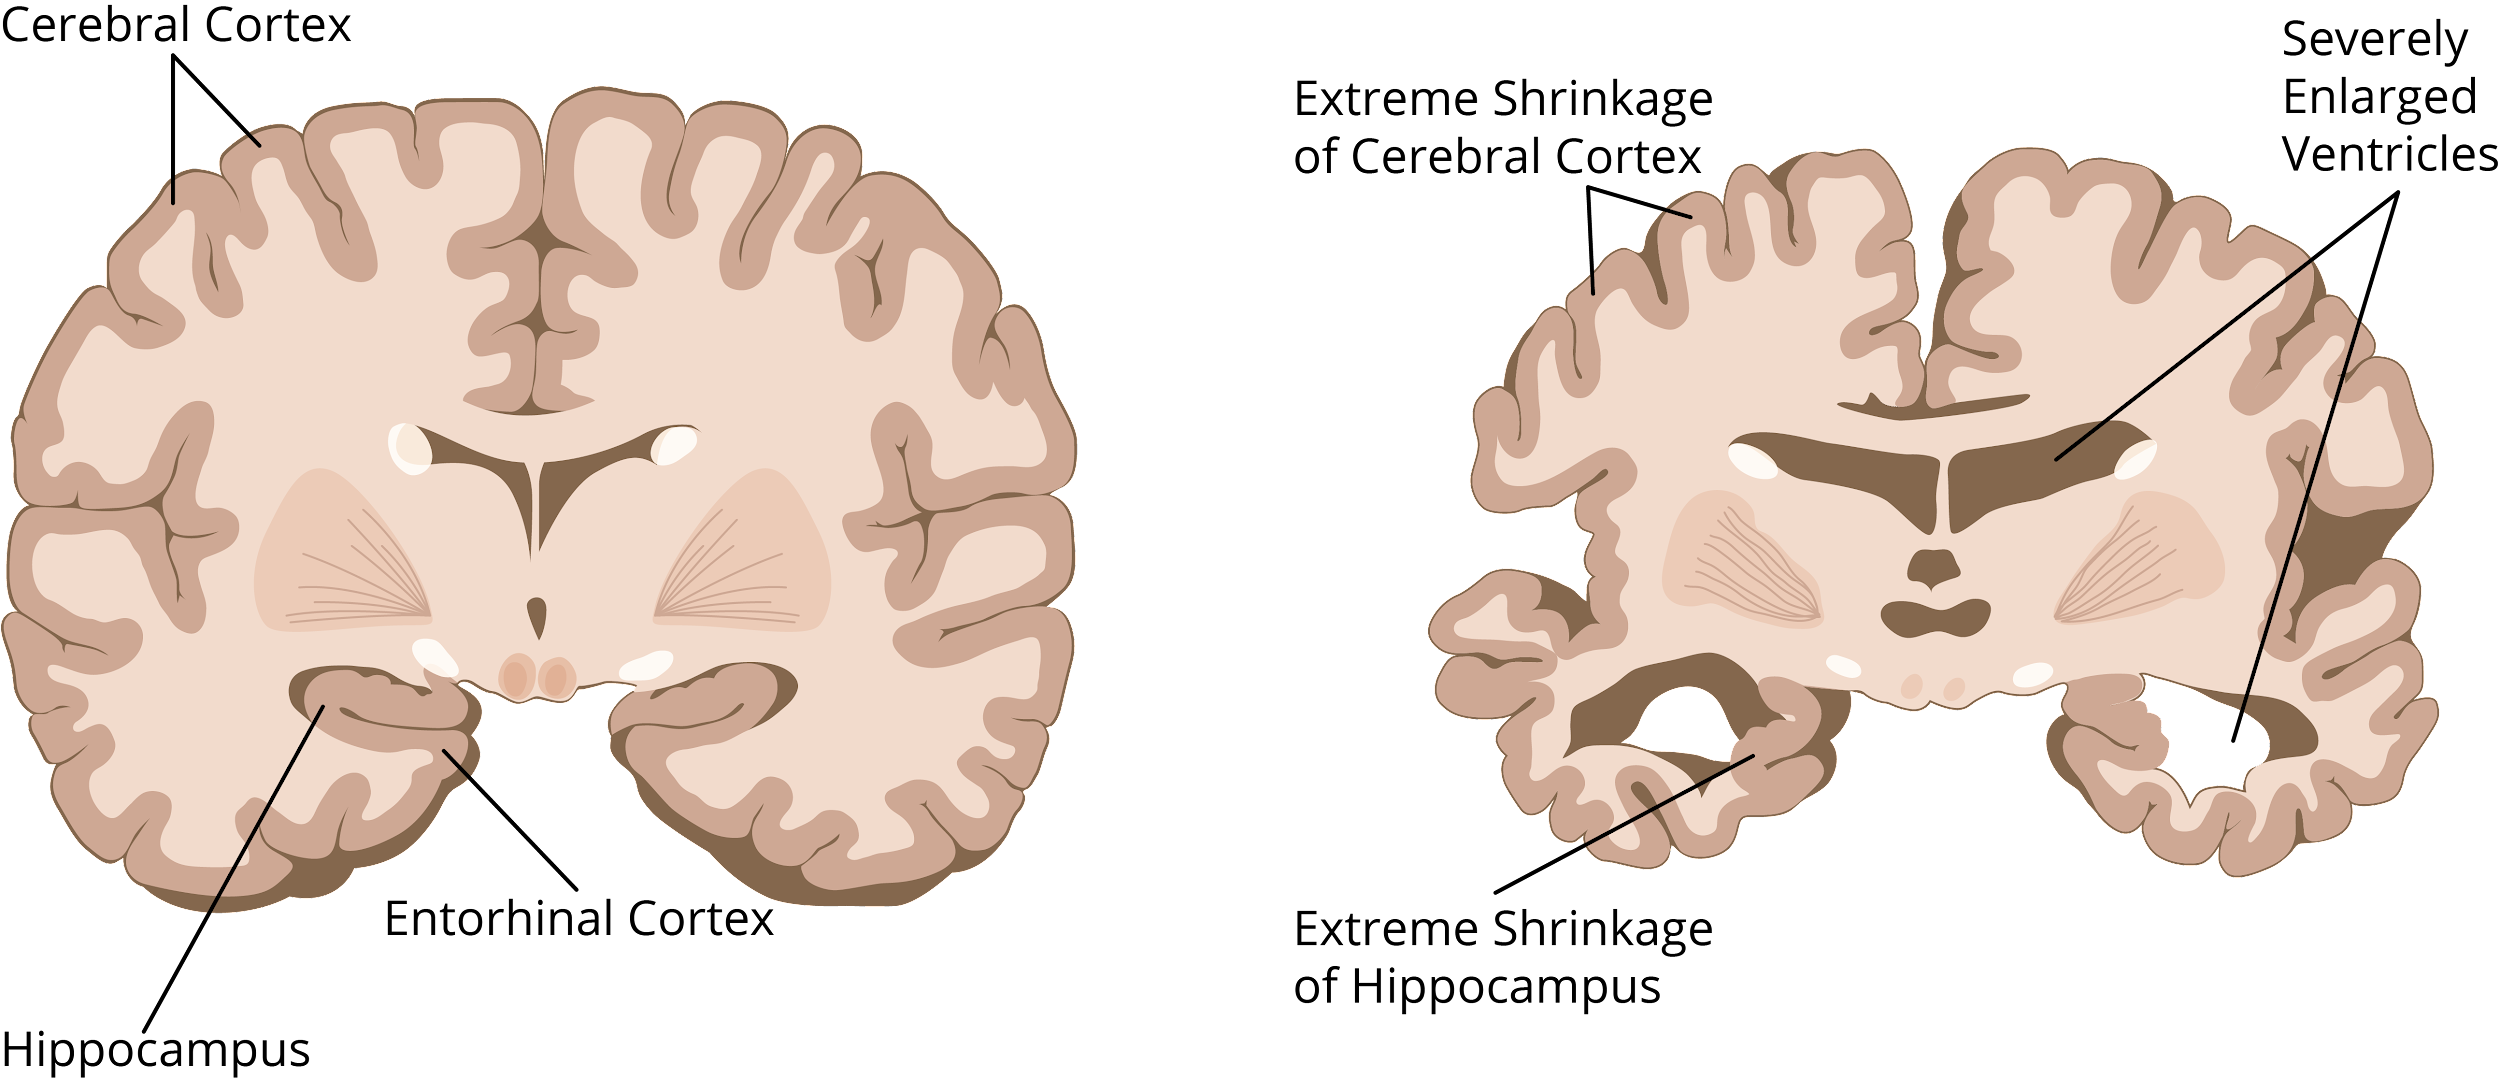 Cerebral Cortex
Entorhinal Cortex
Hippocampus
Extreme Shrinkage
of Cerebral Cortex
Severely
Enlarged
Ventricles
Extreme Shrinkage
of Hippocampus